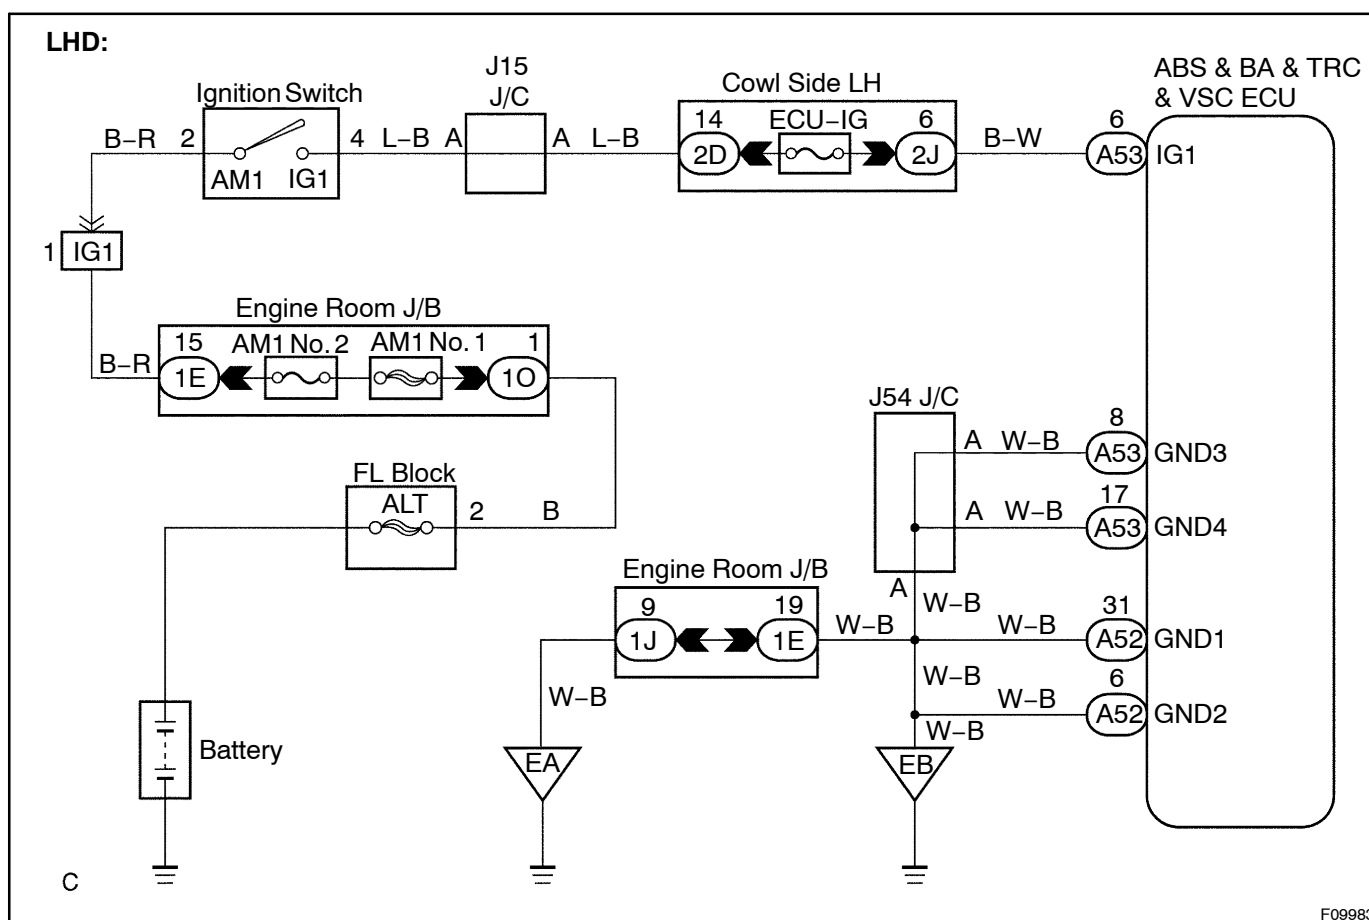 LHD:
J15
J/C
Ignition Switch
Cowl Side LH
ABS & BA & TRC
& VSC ECU
B–R 2 AM1 IG1 4 L–B A A L–B
14 ECU–IG 6
2D 2J B–W
6
A53 IG1
1 IG1
Engine Room J/B
15 AM1 No. 2 AM1 No. 1 1
B–R 1E 1O
J54 J/C
8
A W–B A53 GND3
FL Block
ALT 2 B
17
A W–B A53 GND4
Engine Room J/B
A
9 19 W–B 31
1J 1E W–B W–B A52 GND1
W–B
W–B 6
W–B A52 GND2
Battery
W–B
EA EB
C
F09983